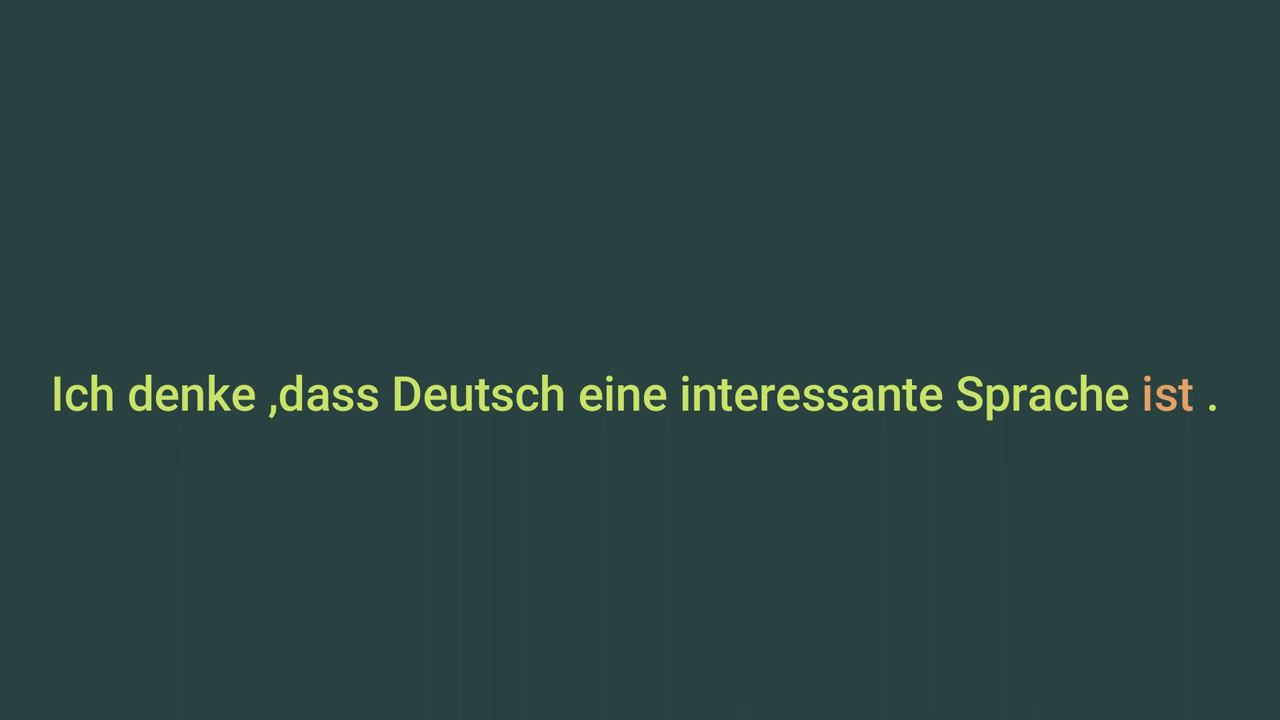 Ich denke ,dass Deutsch eine interessante Sprache ist .